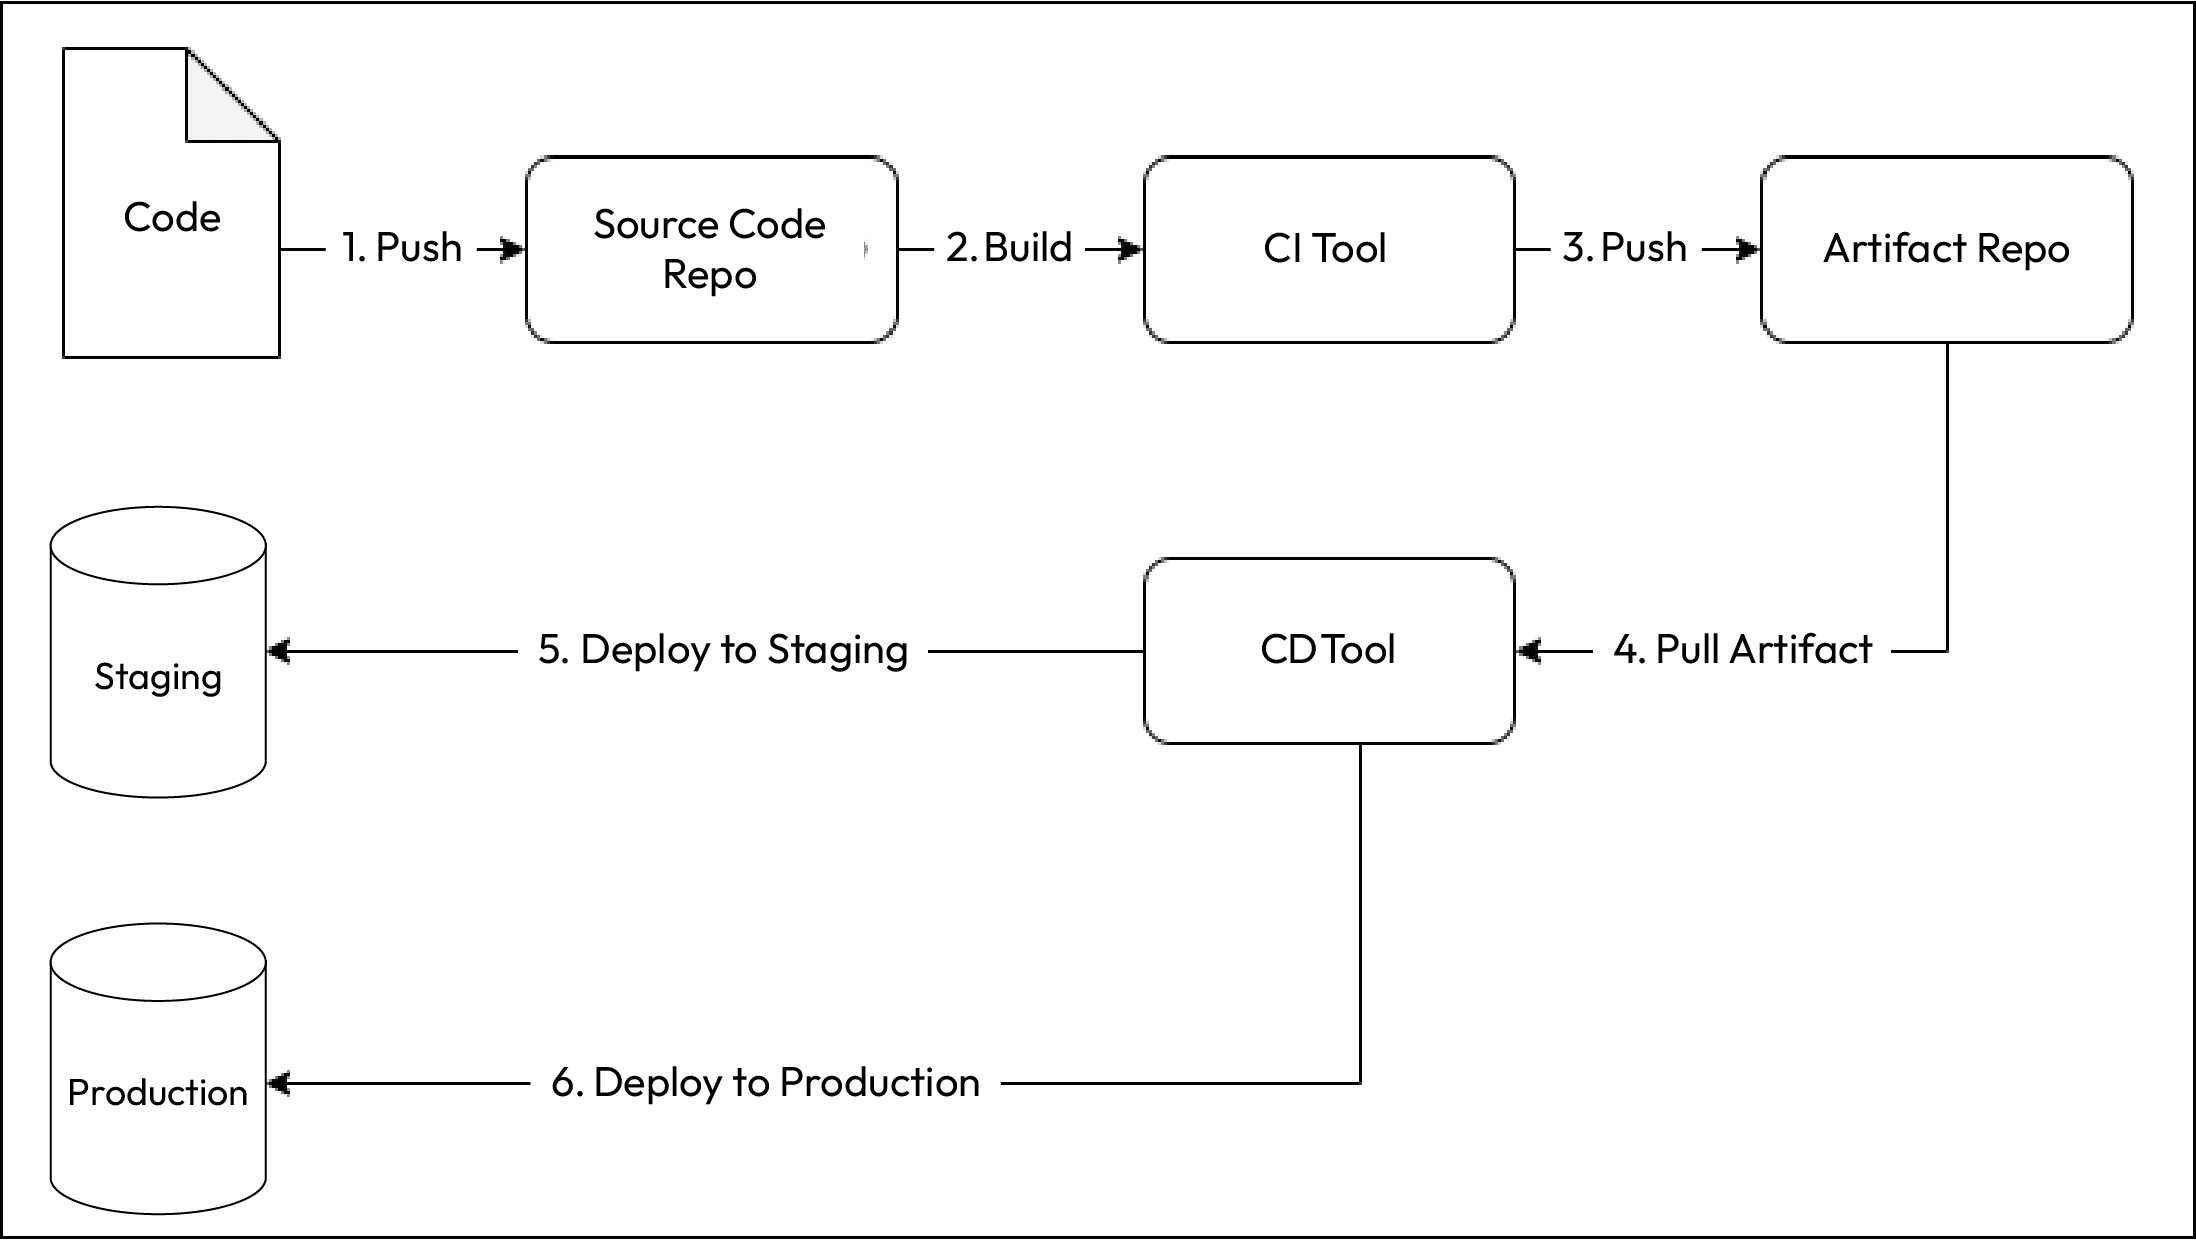 Code
1. Push
Source Code
Repo
2. Build
CI Tool
3. Push
Artifact Repo
4. Pull Artifact
CD Tool
5. Deploy to Staging
Staging
6. Deploy to Production
Production